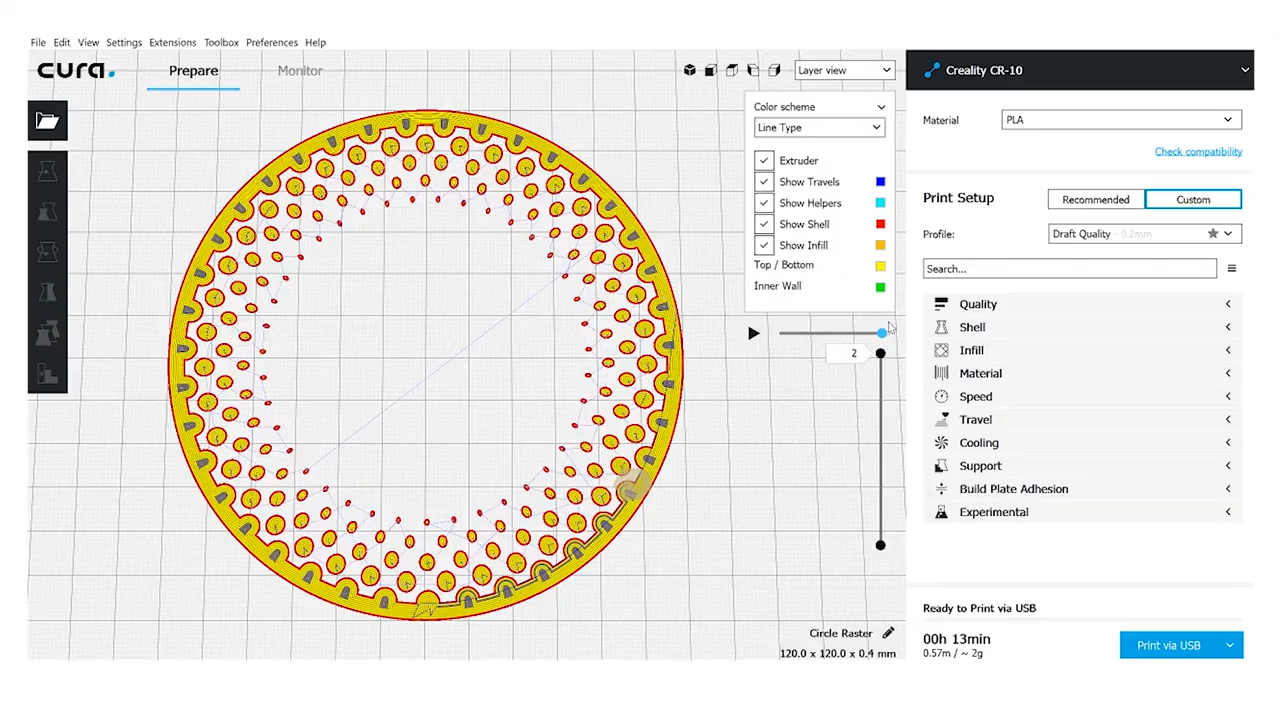 File Edit View Settings Extensions Toolbox Preferences Help
cura.
Prepare Monitor
Layer view
Color scheme
Line Type
Extruder
Show Travels
Show Helpers
Show Shell
Show Infill
Top / Bottom
Inner Wall
2
Circle Raster
120.0 x 120.0 x 0.4 mm
Creality CR-10
Material PLA
Check compatibility
Print Setup Recommended Custom
Profile: Draft Quality 0.2mm
Search...
Quality
Shell
Infill
Material
Speed
Travel
Cooling
Support
Build Plate Adhesion
Experimental
Ready to Print via USB
00h 13min
0.57m / ~ 2g
Print via USB